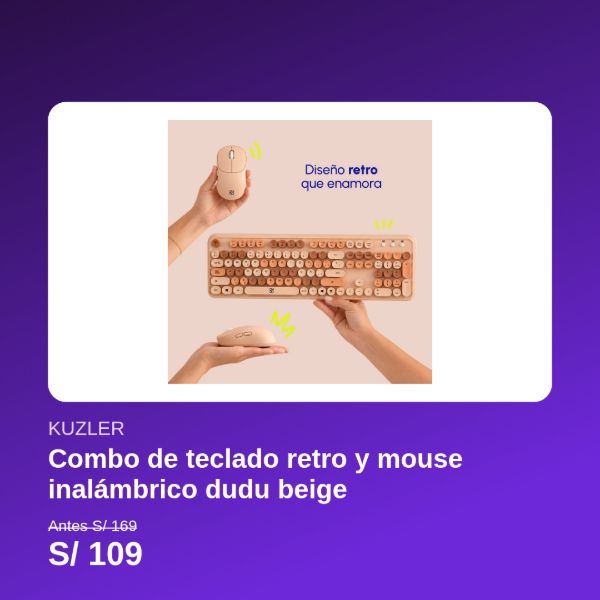 Diseño retro
que enamora
KUZLER
Combo de teclado retro y mouse
inalámbrico dudu beige
Antes S/ 169
S/ 109